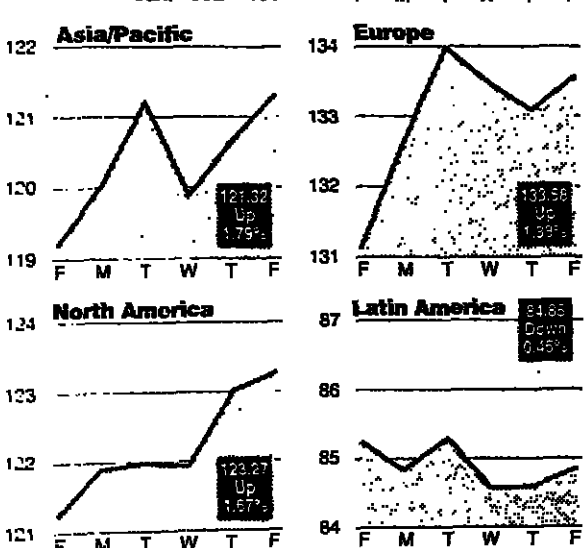 Asia/Pacific
122
121
120
119
121.32
Up
1.79%
F M T W T F
Europe
134
133
132
131
133.58
Up
F M T W T F
North America
124
123
122
121
123.27
Up
1.67%
F M T W T F
Latin America
87
86
85
84
84.85
Down
0.45%
F M T W T F